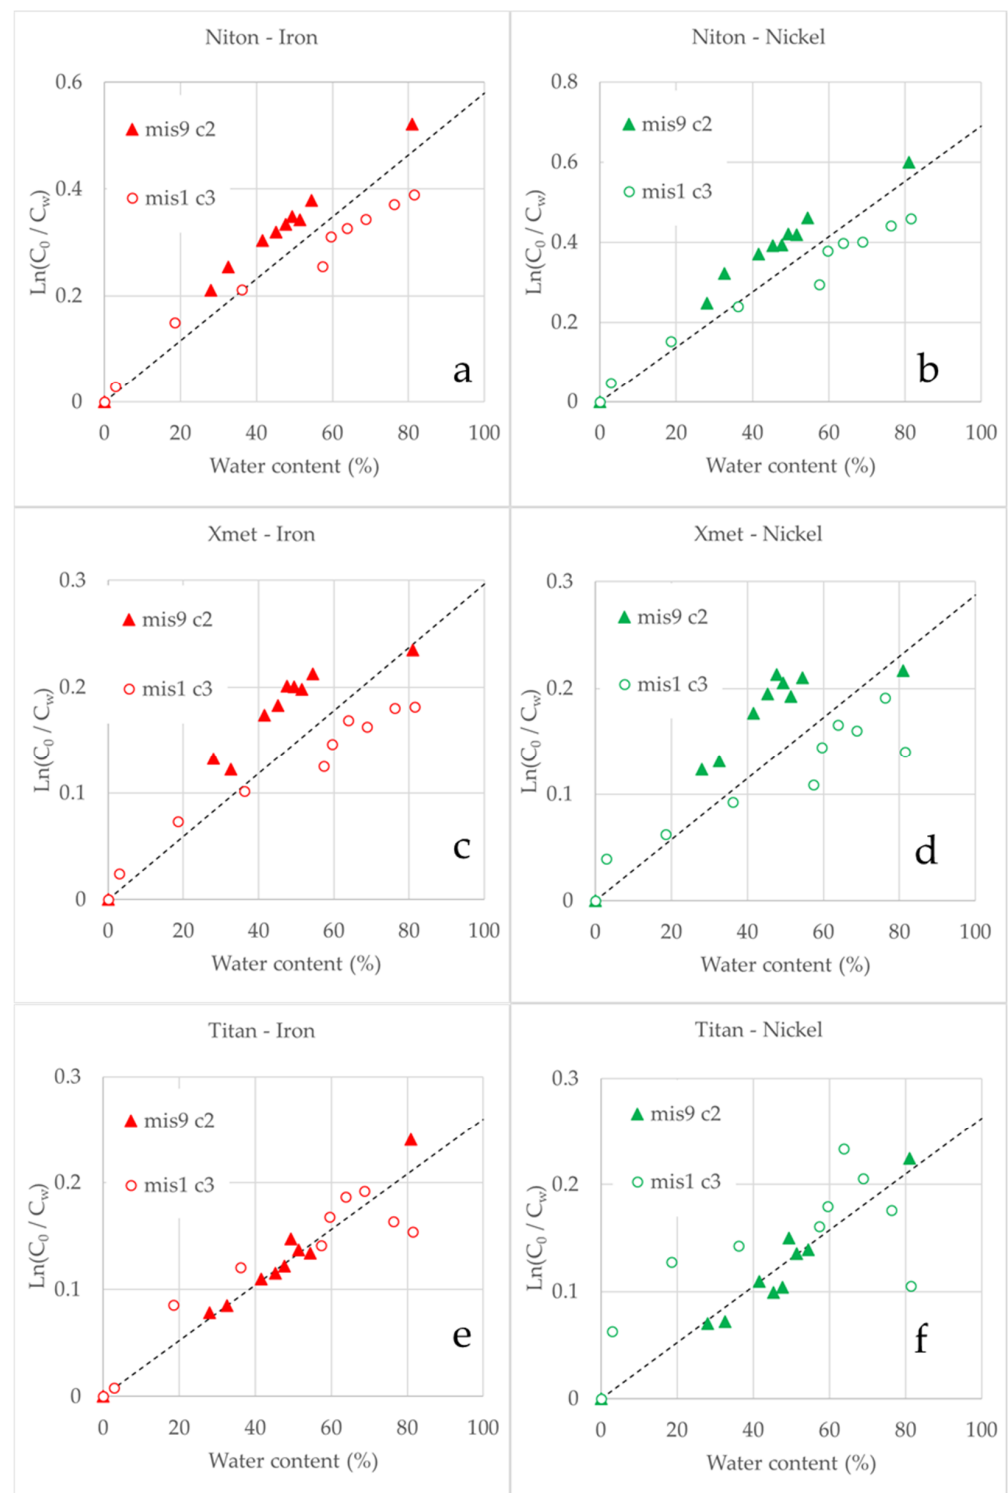 Niton - Iron
Ln(C0 / Cw)
0.6
0.4
0.2
0
mis9 c2
mis1 c3
a
0 20 40 60 80 100
Water content (%)
Niton - Nickel
Ln(C0 / Cw)
0.8
0.6
0.4
0.2
0
mis9 c2
mis1 c3
b
0 20 40 60 80 100
Water content (%)
Xmet - Iron
Ln(C0 / Cw)
0.3
0.2
0.1
0
mis9 c2
mis1 c3
c
0 20 40 60 80 100
Water content (%)
Xmet - Nickel
Ln(C0 / Cw)
0.3
0.2
0.1
0
mis9 c2
mis1 c3
d
0 20 40 60 80 100
Water content (%)
Titan - Iron
Ln(C0 / Cw)
0.3
0.2
0.1
0
mis9 c2
mis1 c3
e
0 20 40 60 80 100
Water content (%)
Titan - Nickel
Ln(C0 / Cw)
0.3
0.2
0.1
0
mis9 c2
mis1 c3
f
0 20 40 60 80 100
Water content (%)